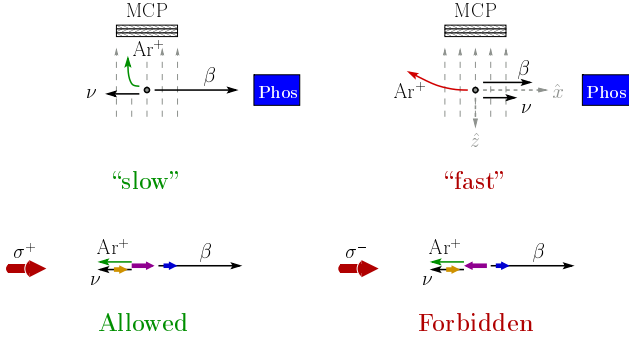 MCP
Ar⁺
β
ν
Phos
"slow"
MCP
Ar⁺
β
ν
x̂
ẑ
Phos
"fast"
σ⁺
Ar⁺
ν
β
Allowed
σ⁻
Ar⁺
ν
β
Forbidden